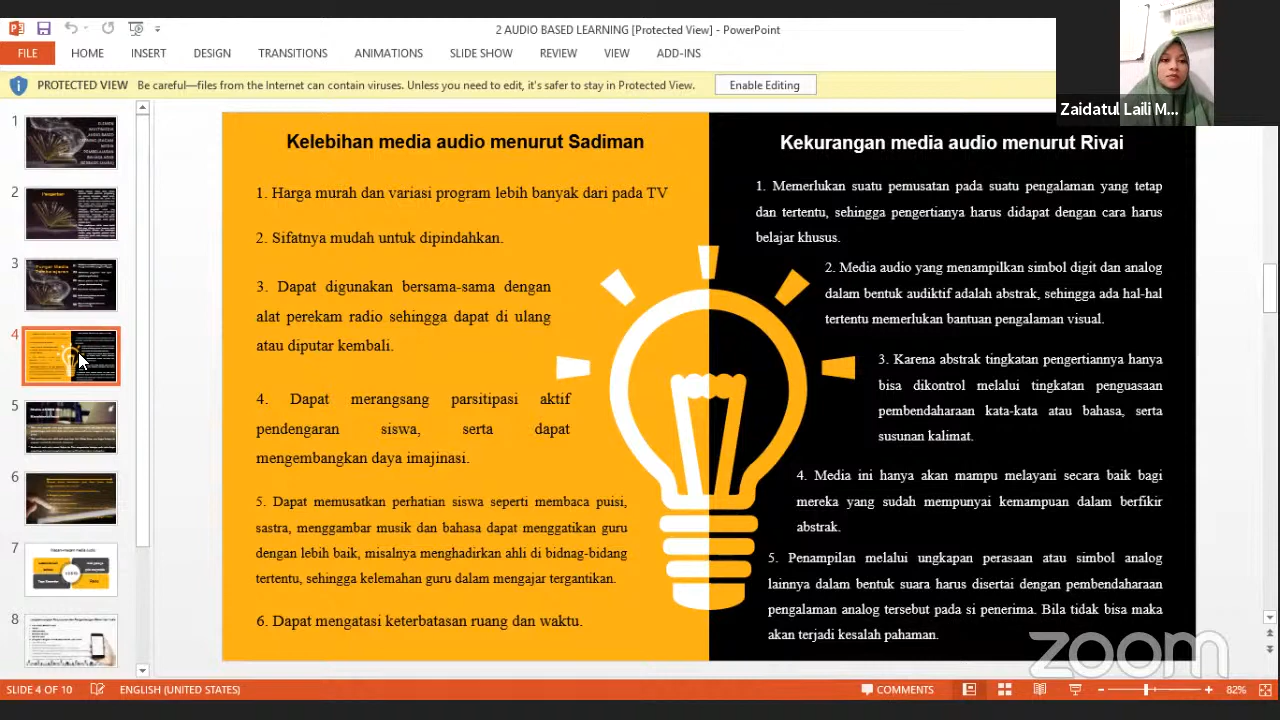 2 AUDIO BASED LEARNING [Protected View] - PowerPoint
FILE HOME INSERT DESIGN TRANSITIONS ANIMATIONS SLIDE SHOW REVIEW VIEW ADD-INS
PROTECTED VIEW Be careful—files from the Internet can contain viruses. Unless you need to edit, it's safer to stay in Protected View. Enable Editing
Zaidatul Laili M...
1
2
3
4
5
6
7
8
Kelebihan media audio menurut Sadiman
1. Harga murah dan variasi program lebih banyak dari pada TV
2. Sifatnya mudah untuk dipindahkan.
3. Dapat digunakan bersama-sama dengan
alat perekam radio sehingga dapat di ulang
atau diputar kembali.
4. Dapat merangsang parsitipasi aktif
pendengaran siswa, serta dapat
mengembangkan daya imajinasi.
5. Dapat memusatkan perhatian siswa seperti membaca puisi,
sastra, menggambar musik dan bahasa dapat menggatikan guru
dengan lebih baik, misalnya menghadirkan ahli di bidnag-bidang
tertentu, sehingga kelemahan guru dalam mengajar tergantikan.
6. Dapat mengatasi keterbatasan ruang dan waktu.
Kekurangan media audio menurut Rivai
1. Memerlukan suatu pemusatan pada suatu pengalaman yang tetap
dan tertentu, sehingga pengertianya harus didapat dengan cara harus
belajar khusus.
2. Media audio yang menampilkan simbol digit dan analog
dalam bentuk audiktif adalah abstrak, sehingga ada hal-hal
tertentu memerlukan bantuan pengalaman visual.
3. Karena abstrak tingkatan pengertiannya hanya
bisa dikontrol melalui tingkatan penguasaan
pembendaharaan kata-kata atau bahasa, serta
susunan kalimat.
4. Media ini hanya akan mampu melayani secara baik bagi
mereka yang sudah mempunyai kemampuan dalam berfikir
abstrak.
5. Penampilan melalui ungkapan perasaan atau simbol analog
lainnya dalam bentuk suara harus disertai dengan pembendaharaan
pengalaman analog tersebut pada si penerima. Bila tidak bisa maka
akan terjadi kesalah pahaman.
zoom
SLIDE 4 OF 10 ENGLISH (UNITED STATES) COMMENTS 82%